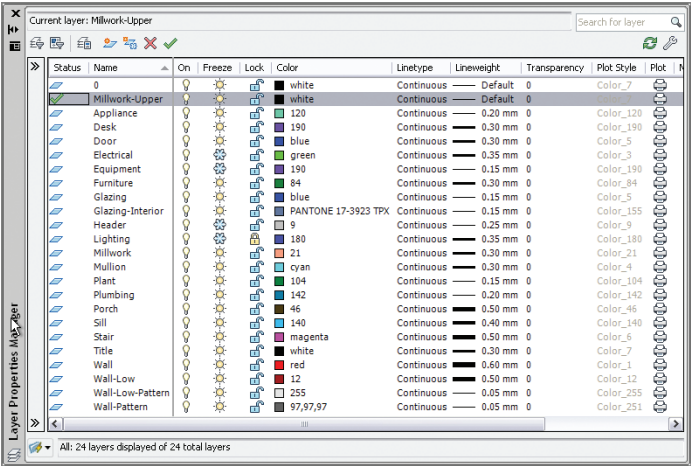 Current layer: Millwork-Upper
Search for layer
Status Name On Freeze Lock Color Linetype Lineweight Transparency Plot Style Plot N
0 white Continuous Default 0 Color_7
Millwork-Upper white Continuous Default 0 Color_7
Appliance 120 Continuous 0.20 mm 0 Color_120
Desk 190 Continuous 0.30 mm 0 Color_190
Door blue Continuous 0.30 mm 0 Color_5
Electrical green Continuous 0.35 mm 0 Color_3
Equipment 190 Continuous 0.15 mm 0 Color_190
Furniture 84 Continuous 0.30 mm 0 Color_84
Glazing blue Continuous 0.15 mm 0 Color_5
Glazing-Interior PANTONE 17-3923 TPX Continuous 0.15 mm 0 Color_155
Header 9 Continuous 0.25 mm 0 Color_9
Lighting 180 Continuous 0.35 mm 0 Color_180
Millwork 21 Continuous 0.30 mm 0 Color_21
Mullion cyan Continuous 0.30 mm 0 Color_4
Plant 104 Continuous 0.15 mm 0 Color_104
Plumbing 142 Continuous 0.20 mm 0 Color_142
Porch 46 Continuous 0.50 mm 0 Color_46
Sill 140 Continuous 0.40 mm 0 Color_140
Stair magenta Continuous 0.50 mm 0 Color_6
Title white Continuous 0.30 mm 0 Color_7
Wall red Continuous 0.60 mm 0 Color_1
Wall-Low 12 Continuous 0.50 mm 0 Color_12
Wall-Low-Pattern 255 Continuous 0.05 mm 0 Color_255
Wall-Pattern 97,97,97 Continuous 0.05 mm 0 Color_251
All: 24 layers displayed of 24 total layers
Layer Properties Manager